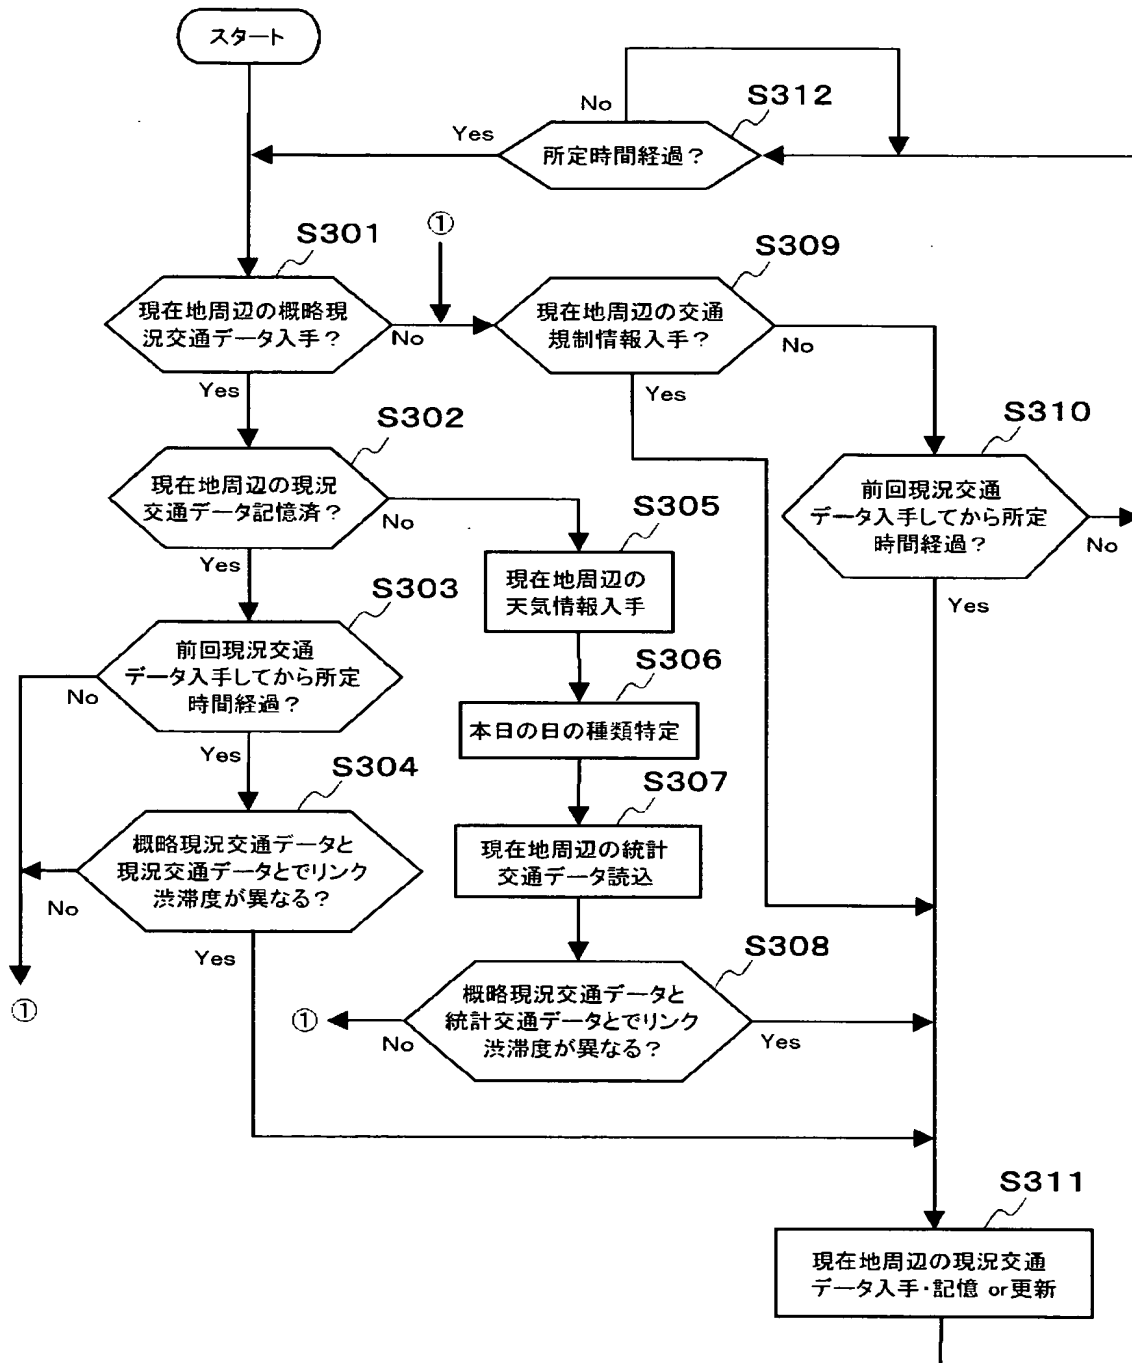 スタート
S312
No
Yes
所定時間経過？
①
S301
S309
現在地周辺の概略現
況交通データ入手？
No
Yes
現在地周辺の交通
規制情報入手？
No
Yes
S302
現在地周辺の現況
交通データ記憶済？
No
Yes
S310
前回現況交通
データ入手してから所定
時間経過？
No
Yes
S305
現在地周辺の
天気情報入手
S303
前回現況交通
データ入手してから所定
時間経過？
No
Yes
S306
本日の日の種類特定
S304
概略現況交通データと
現況交通データとでリンク
渋滞度が異なる？
No
Yes
S307
現在地周辺の統計
交通データ読込
①
S308
概略現況交通データと
統計交通データとでリンク
渋滞度が異なる？
①
No
Yes
S311
現在地周辺の現況交通
データ入手・記憶 or更新